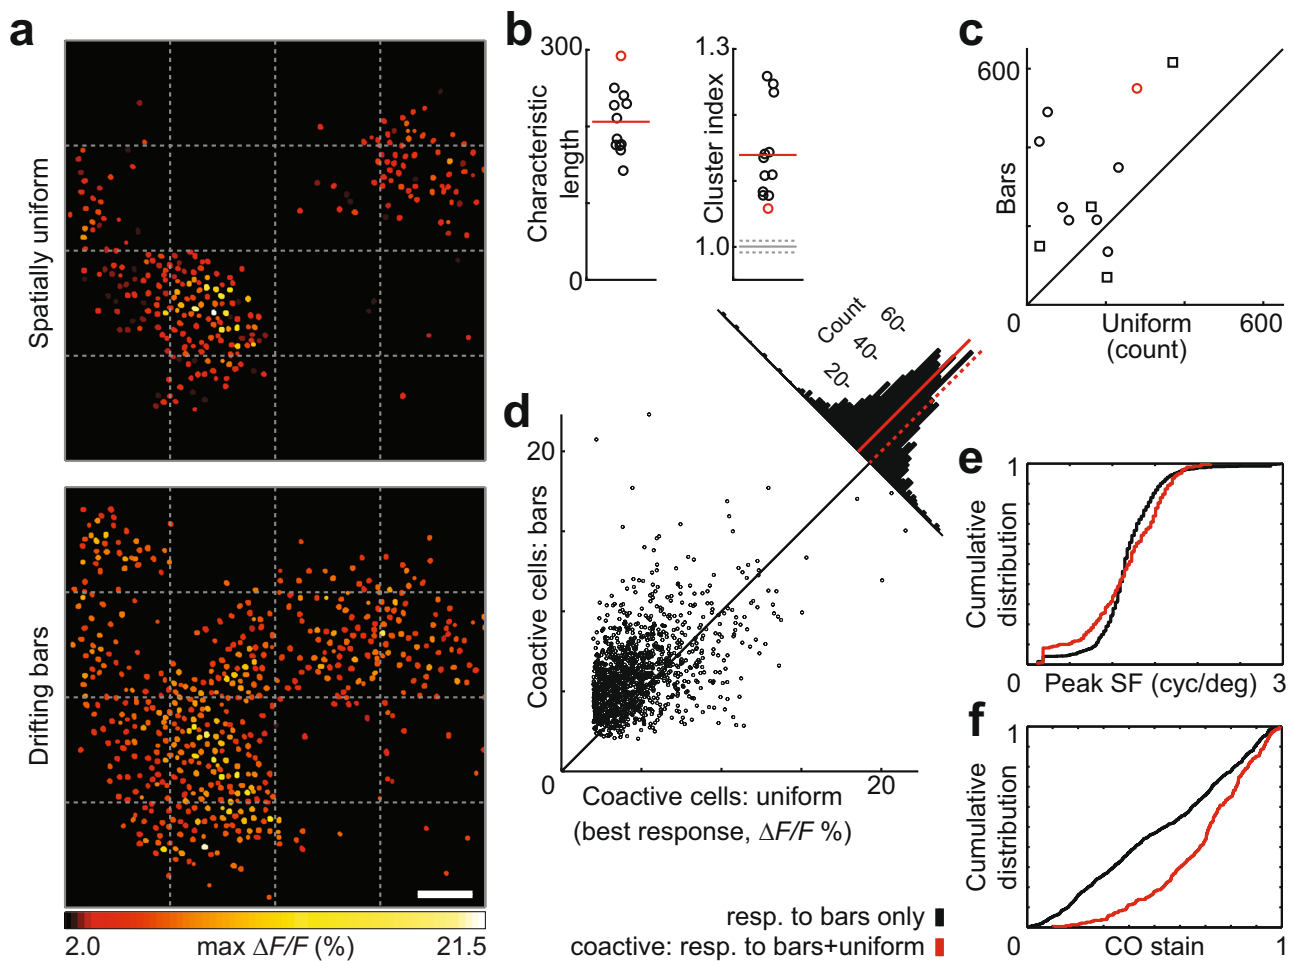 a
Spatially uniform
Drifting bars
2.0
max ΔF/F (%)
21.5
b
300
Characteristic
length
0
1.3
Cluster index
1.0
c
600
Bars
0
Uniform
(count)
600
d
Count
60-
40-
20-
20
Coactive cells: bars
0
20
Coactive cells: uniform
(best response, ΔF/F %)
e
1
Cumulative
distribution
0
Peak SF (cyc/deg)
3
f
1
Cumulative
distribution
0
CO stain
1
resp. to bars only
coactive: resp. to bars+uniform